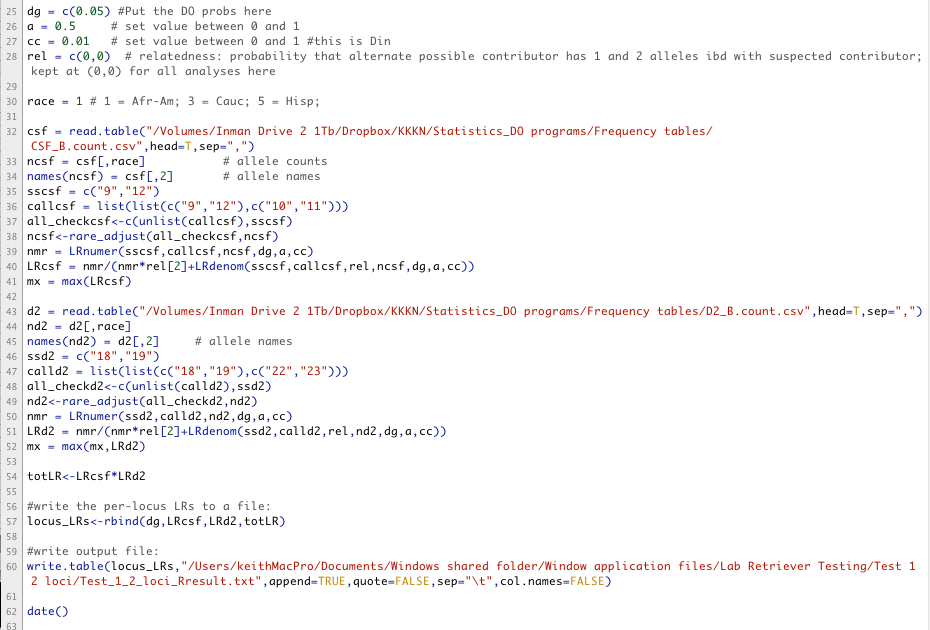 25 dg = c(0.05) #Put the DO probs here
26 a = 0.5     # set value between 0 and 1
27 cc = 0.01   # set value between 0 and 1 #this is Din
28 rel = c(0,0)  # relatedness: probability that alternate possible contributor has 1 and 2 alleles ibd with suspected contributor;
kept at (0,0) for all analyses here
29
30 race = 1 # 1 = Afr-Am; 3 = Cauc; 5 = Hisp;
31
32 csf = read.table("/Volumes/Inman Drive 2 1Tb/Dropbox/KKKN/Statistics_DO programs/Frequency tables/
CSF_B.count.csv",head=T,sep=",")
33 ncsf = csf[,race]           # allele counts
34 names(ncsf) = csf[,2]       # allele names
35 sscsf = c("9","12")
36 callcsf = list(list(c("9","12"),c("10","11")))
37 all_checkcsf<-c(unlist(callcsf),sscsf)
38 ncsf<-rare_adjust(all_checkcsf,ncsf)
39 nmr = LRnumer(sscsf,callcsf,ncsf,dg,a,cc)
40 LRcsf = nmr/(nmr*rel[2]+LRdenom(sscsf,callcsf,rel,ncsf,dg,a,cc))
41 mx = max(LRcsf)
42
43 d2 = read.table("/Volumes/Inman Drive 2 1Tb/Dropbox/KKKN/Statistics_DO programs/Frequency tables/D2_B.count.csv",head=T,sep=",")
44 nd2 = d2[,race]
45 names(nd2) = d2[,2]     # allele names
46 ssd2 = c("18","19")
47 calld2 = list(list(c("18","19"),c("22","23")))
48 all_checkd2<-c(unlist(calld2),ssd2)
49 nd2<-rare_adjust(all_checkd2,nd2)
50 nmr = LRnumer(ssd2,calld2,nd2,dg,a,cc)
51 LRd2 = nmr/(nmr*rel[2]+LRdenom(ssd2,calld2,rel,nd2,dg,a,cc))
52 mx = max(mx,LRd2)
53
54 totLR<-LRcsf*LRd2
55
56 #write the per-locus LRs to a file:
57 locus_LRs<-rbind(dg,LRcsf,LRd2,totLR)
58
59 #write output file:
60 write.table(locus_LRs,"/Users/keithMacPro/Documents/Windows shared folder/Window application files/Lab Retriever Testing/Test 1
2 loci/Test_1_2_loci_Rresult.txt",append=TRUE,quote=FALSE,sep="\t",col.names=FALSE)
61
62 date()
63